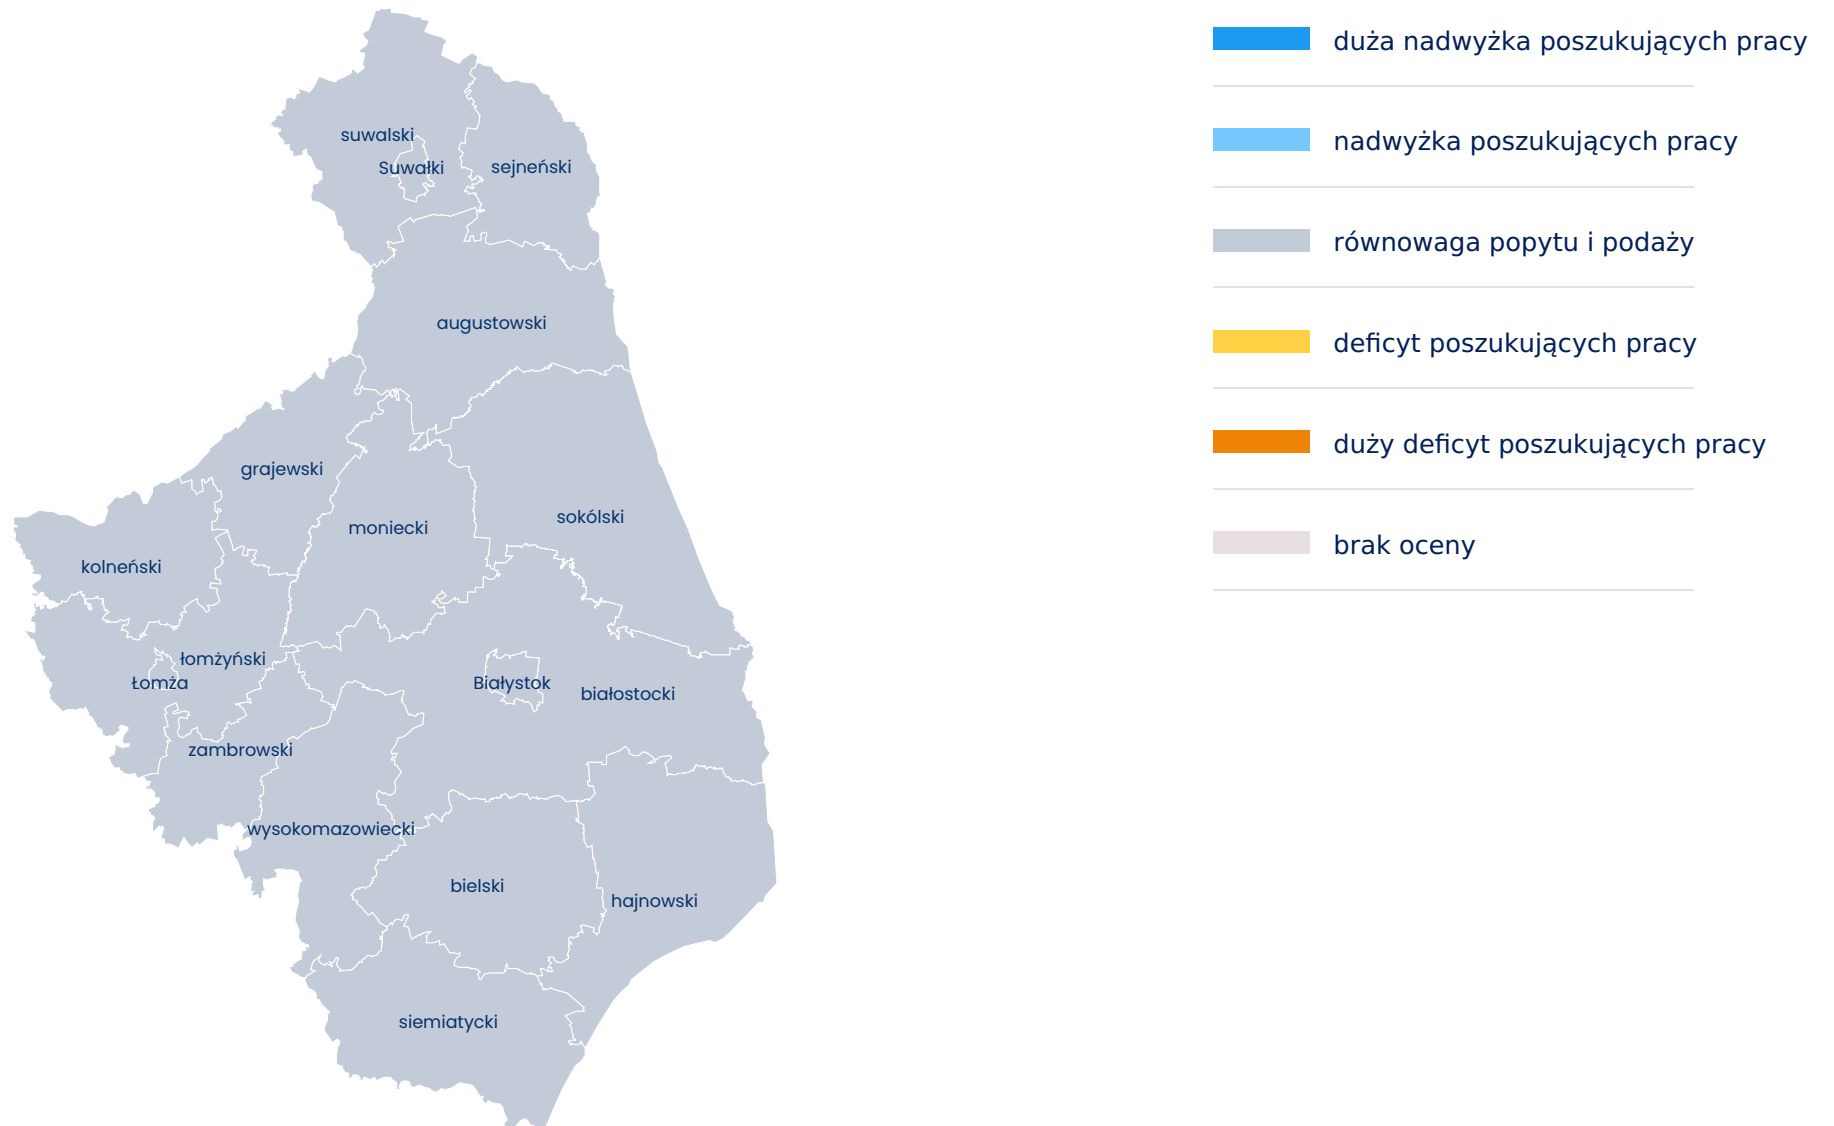 suwalski
Suwałki
sejneński
augustowski
grajewski
moniecki
sokólski
kolneński
łomżyński
Łomża
Białystok
białostocki
zambrowski
wysokomazowiecki
bielski
hajnowski
siemiatycki
duża nadwyżka poszukujących pracy
nadwyżka poszukujących pracy
równowaga popytu i podaży
deficyt poszukujących pracy
duży deficyt poszukujących pracy
brak oceny